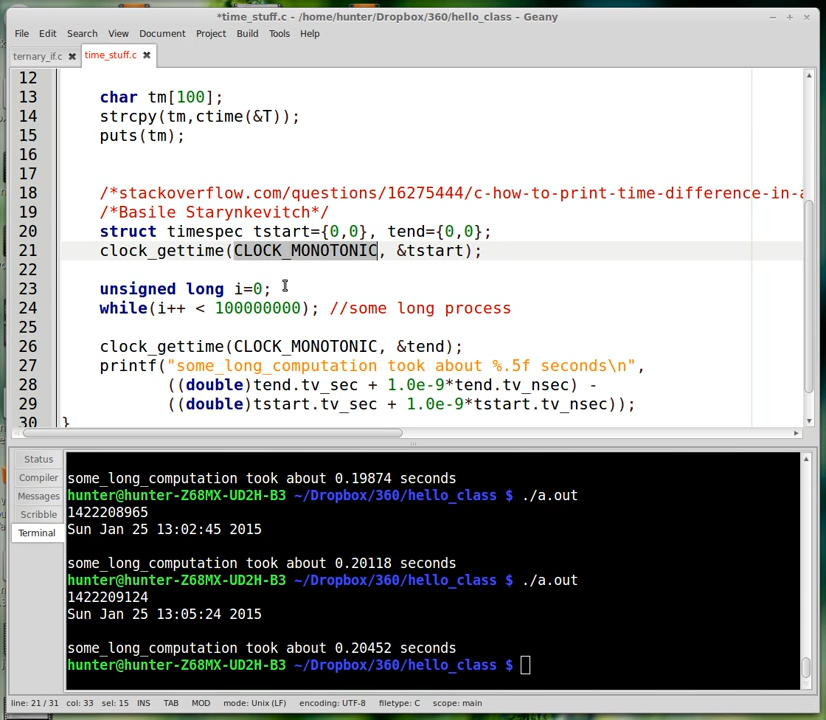 *time_stuff.c - /home/hunter/Dropbox/360/hello_class - Geany
File Edit Search View Document Project Build Tools Help
ternary_if.c time_stuff.c
12
13 char tm[100];
14 strcpy(tm,ctime(&T));
15 puts(tm);
16
17
18 /*stackoverflow.com/questions/16275444/c-how-to-print-time-difference-in-a
19 /*Basile Starynkevitch*/
20 struct timespec tstart={0,0}, tend={0,0};
21 clock_gettime(CLOCK_MONOTONIC, &tstart);
22
23 unsigned long i=0;
24 while(i++ < 100000000); //some long process
25
26 clock_gettime(CLOCK_MONOTONIC, &tend);
27 printf("some_long_computation took about %.5f seconds\n",
28 ((double)tend.tv_sec + 1.0e-9*tend.tv_nsec) -
29 ((double)tstart.tv_sec + 1.0e-9*tstart.tv_nsec));
30 }
Status
Compiler
Messages
Scribble
Terminal
some_long_computation took about 0.19874 seconds
hunter@hunter-Z68MX-UD2H-B3 ~/Dropbox/360/hello_class $ ./a.out
1422208965
Sun Jan 25 13:02:45 2015
some_long_computation took about 0.20118 seconds
hunter@hunter-Z68MX-UD2H-B3 ~/Dropbox/360/hello_class $ ./a.out
1422209124
Sun Jan 25 13:05:24 2015
some_long_computation took about 0.20452 seconds
hunter@hunter-Z68MX-UD2H-B3 ~/Dropbox/360/hello_class $
line: 21 / 31 col: 33 sel: 15 INS TAB MOD mode: Unix (LF) encoding: UTF-8 filetype: C scope: main